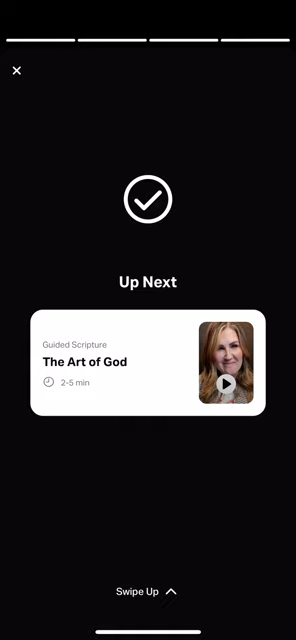 Up Next
Guided Scripture
The Art of God
2-5 min
Swipe Up